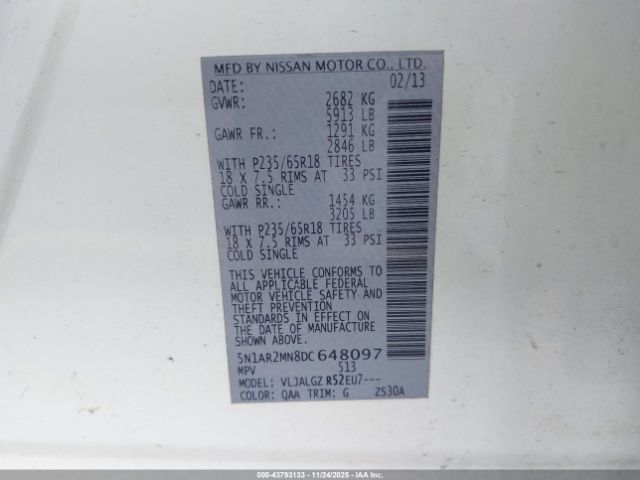 MFD BY NISSAN MOTOR CO., LTD.
DATE: 02/13
GVWR: 2682 KG
5913 LB
GAWR FR.: 1291 KG
2846 LB
WITH P235/65R18 TIRES
18 X 7.5 RIMS AT 33 PSI
COLD SINGLE
GAWR RR.: 1454 KG
3205 LB
WITH P235/65R18 TIRES
18 X 7.5 RIMS AT 33 PSI
COLD SINGLE
THIS VEHICLE CONFORMS TO
ALL APPLICABLE FEDERAL
MOTOR VEHICLE SAFETY AND
THEFT PREVENTION
STANDARDS IN EFFECT ON
THE DATE OF MANUFACTURE
SHOWN ABOVE.
5N1AR2MN8DC648097
MPV 513
MODEL: VLJALGZ R52EU7---
COLOR: QAA TRIM: G ZS30A
000-43793133 - 11/24/2025 - IAA Inc.